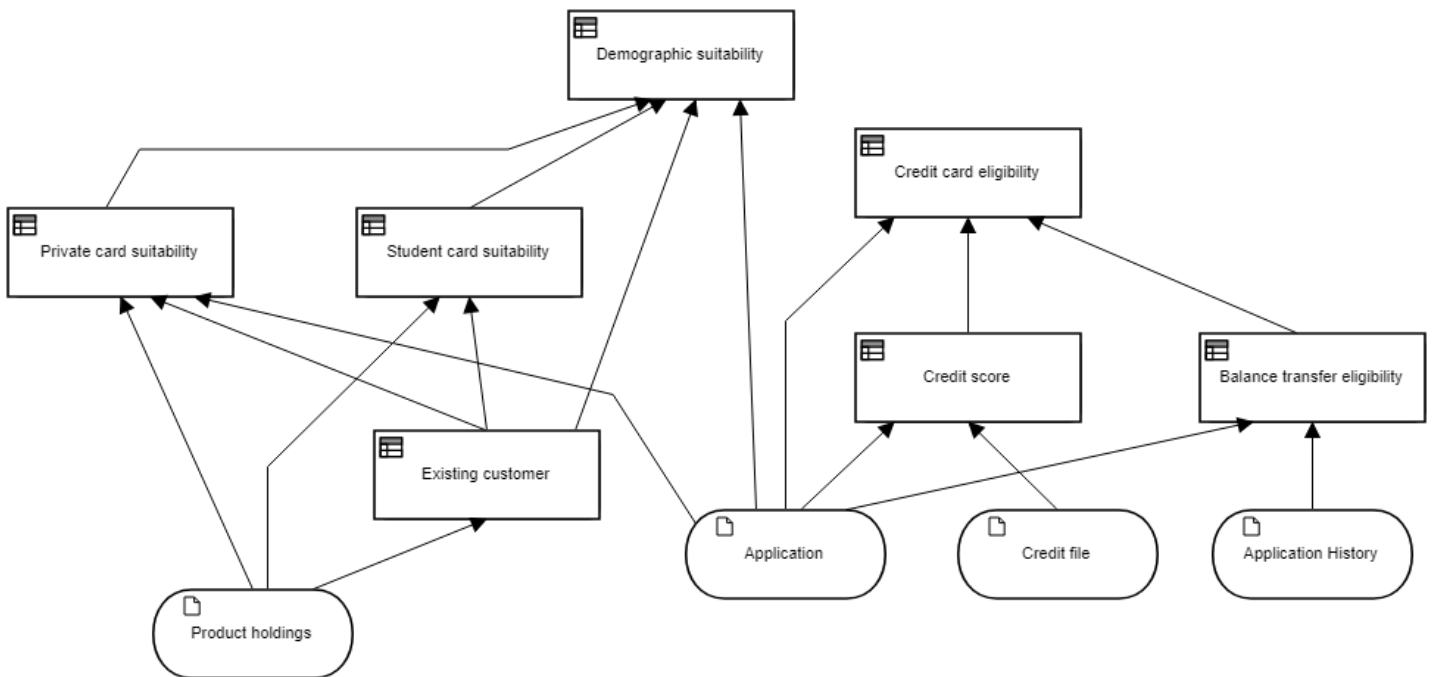 Demographic suitability
Credit card eligibility
Private card suitability
Student card suitability
Credit score
Balance transfer eligibility
Existing customer
Application
Credit file
Application History
Product holdings